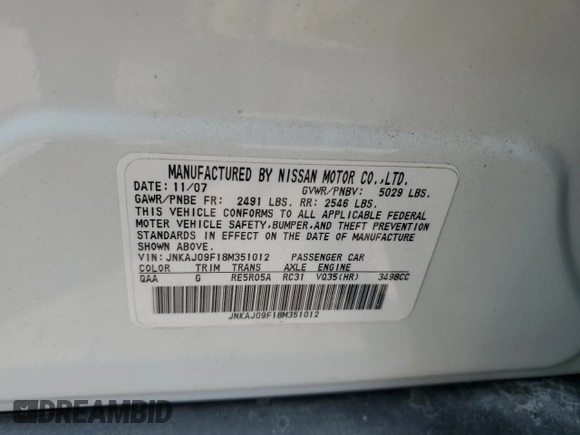 MANUFACTURED BY NISSAN MOTOR CO.,LTD.
DATE: 11/07 GVWR/PNBV: 5029 LBS.
GAWR/PNBE FR: 2491 LBS. RR: 2546 LBS.
THIS VEHICLE CONFORMS TO ALL APPLICABLE FEDERAL
MOTOR VEHICLE SAFETY,BUMPER,AND THEFT PREVENTION
STANDARDS IN EFFECT ON THE DATE OF MANUFACTURE
SHOWN ABOVE.
VIN: JNKAJ09F18M351012 PASSENGER CAR
COLOR TRIM TRANS AXLE ENGINE
QAA G RE5R05A RC31 VQ35(HR) 3498CC
JNKAJ09F18M351012
DREAMBID